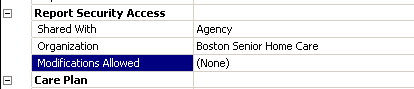 Report Security Access
Shared With Agency
Organization Boston Senior Home Care
Modifications Allowed (None)
Care Plan